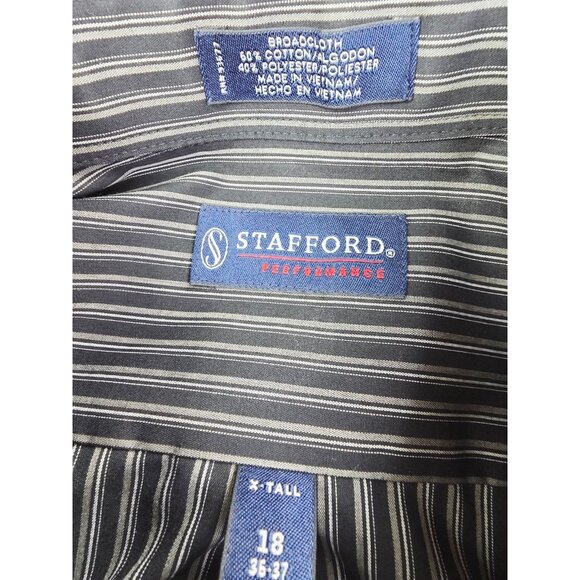 BROADCLOTH
60% COTTON/ALGODON
40% POLYESTER/POLIESTER
MADE IN VIETNAM/
HECHO EN VIETNAM
STAFFORD®
PERFORMANCE
X-TALL
18
36-37